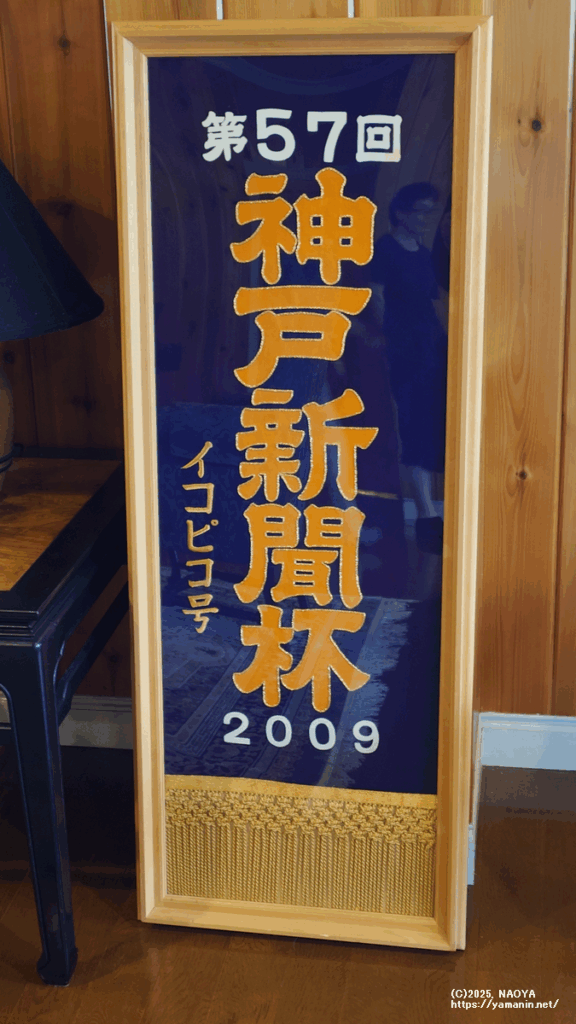 第57回
神戸新聞杯
イコピコ号
2009
(C)2025, NAOYA
https://yamanin.net/